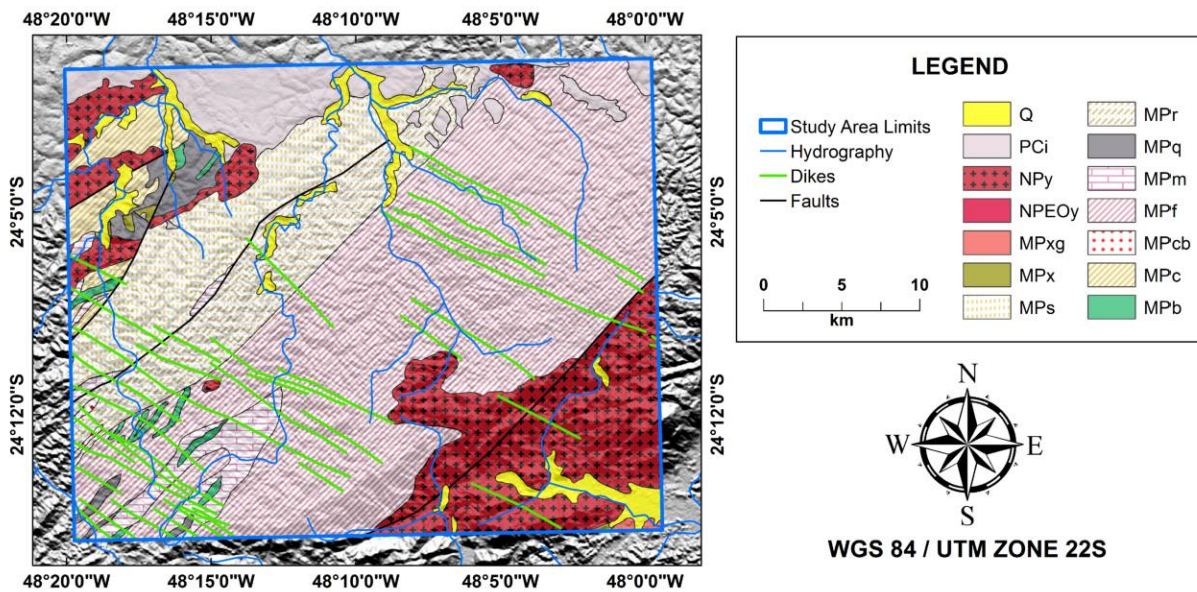 48°20'0"W 48°15'0"W 48°10'0"W 48°5'0"W 48°0'0"W
24°5'0"S
24°12'0"S
24°5'0"S
24°12'0"S
48°20'0"W 48°15'0"W 48°10'0"W 48°5'0"W 48°0'0"W
LEGEND
Study Area Limits
Hydrography
Dikes
Faults
0 5 10
km
Q
PCi
NPy
NPEOy
MPxg
MPx
MPs
MPr
MPq
MPm
MPf
MPcb
MPc
MPb
N
W E
S
WGS 84 / UTM ZONE 22S